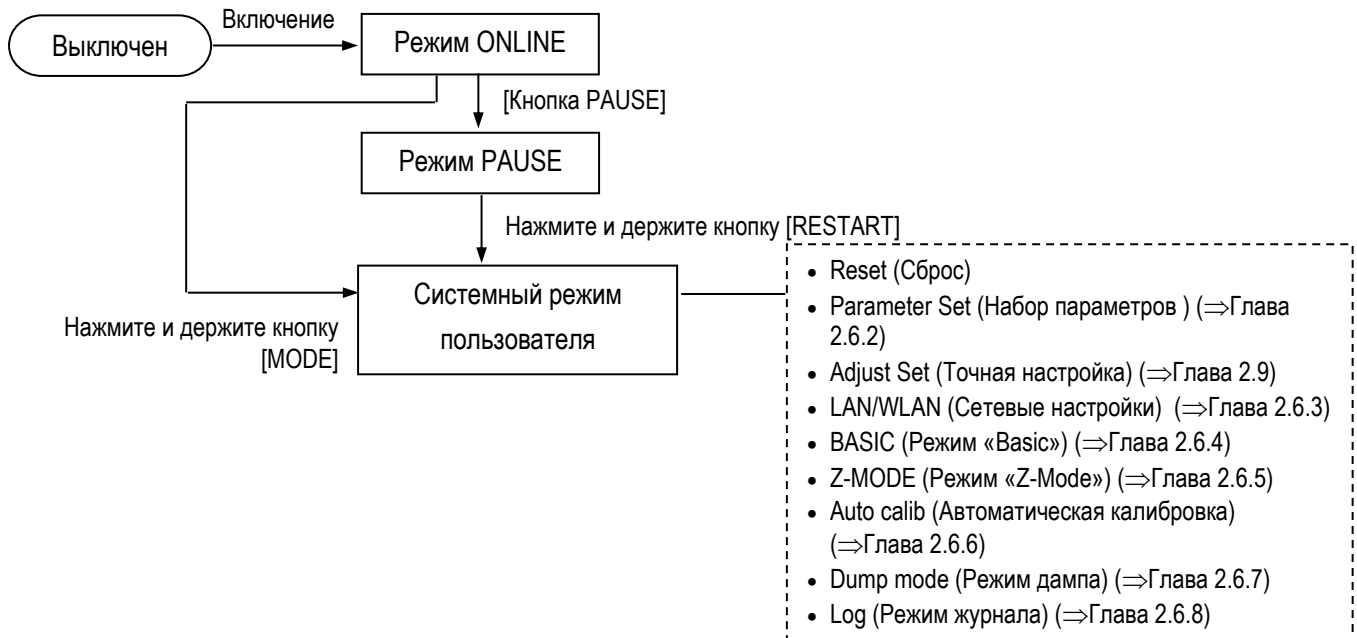 Включение
Выключен
Режим ONLINE
[Кнопка PAUSE]
Режим PAUSE
Нажмите и держите кнопку [RESTART]
Системный режим
пользователя
Нажмите и держите кнопку
[MODE]
• Reset (Сброс)
• Parameter Set (Набор параметров ) (⇒Глава
2.6.2)
• Adjust Set (Точная настройка) (⇒Глава 2.9)
• LAN/WLAN (Сетевые настройки) (⇒Глава 2.6.3)
• BASIC (Режим «Basic») (⇒Глава 2.6.4)
• Z-MODE (Режим «Z-Mode») (⇒Глава 2.6.5)
• Auto calib (Автоматическая калибровка)
(⇒Глава 2.6.6)
• Dump mode (Режим дампа) (⇒Глава 2.6.7)
• Log (Режим журнала) (⇒Глава 2.6.8)